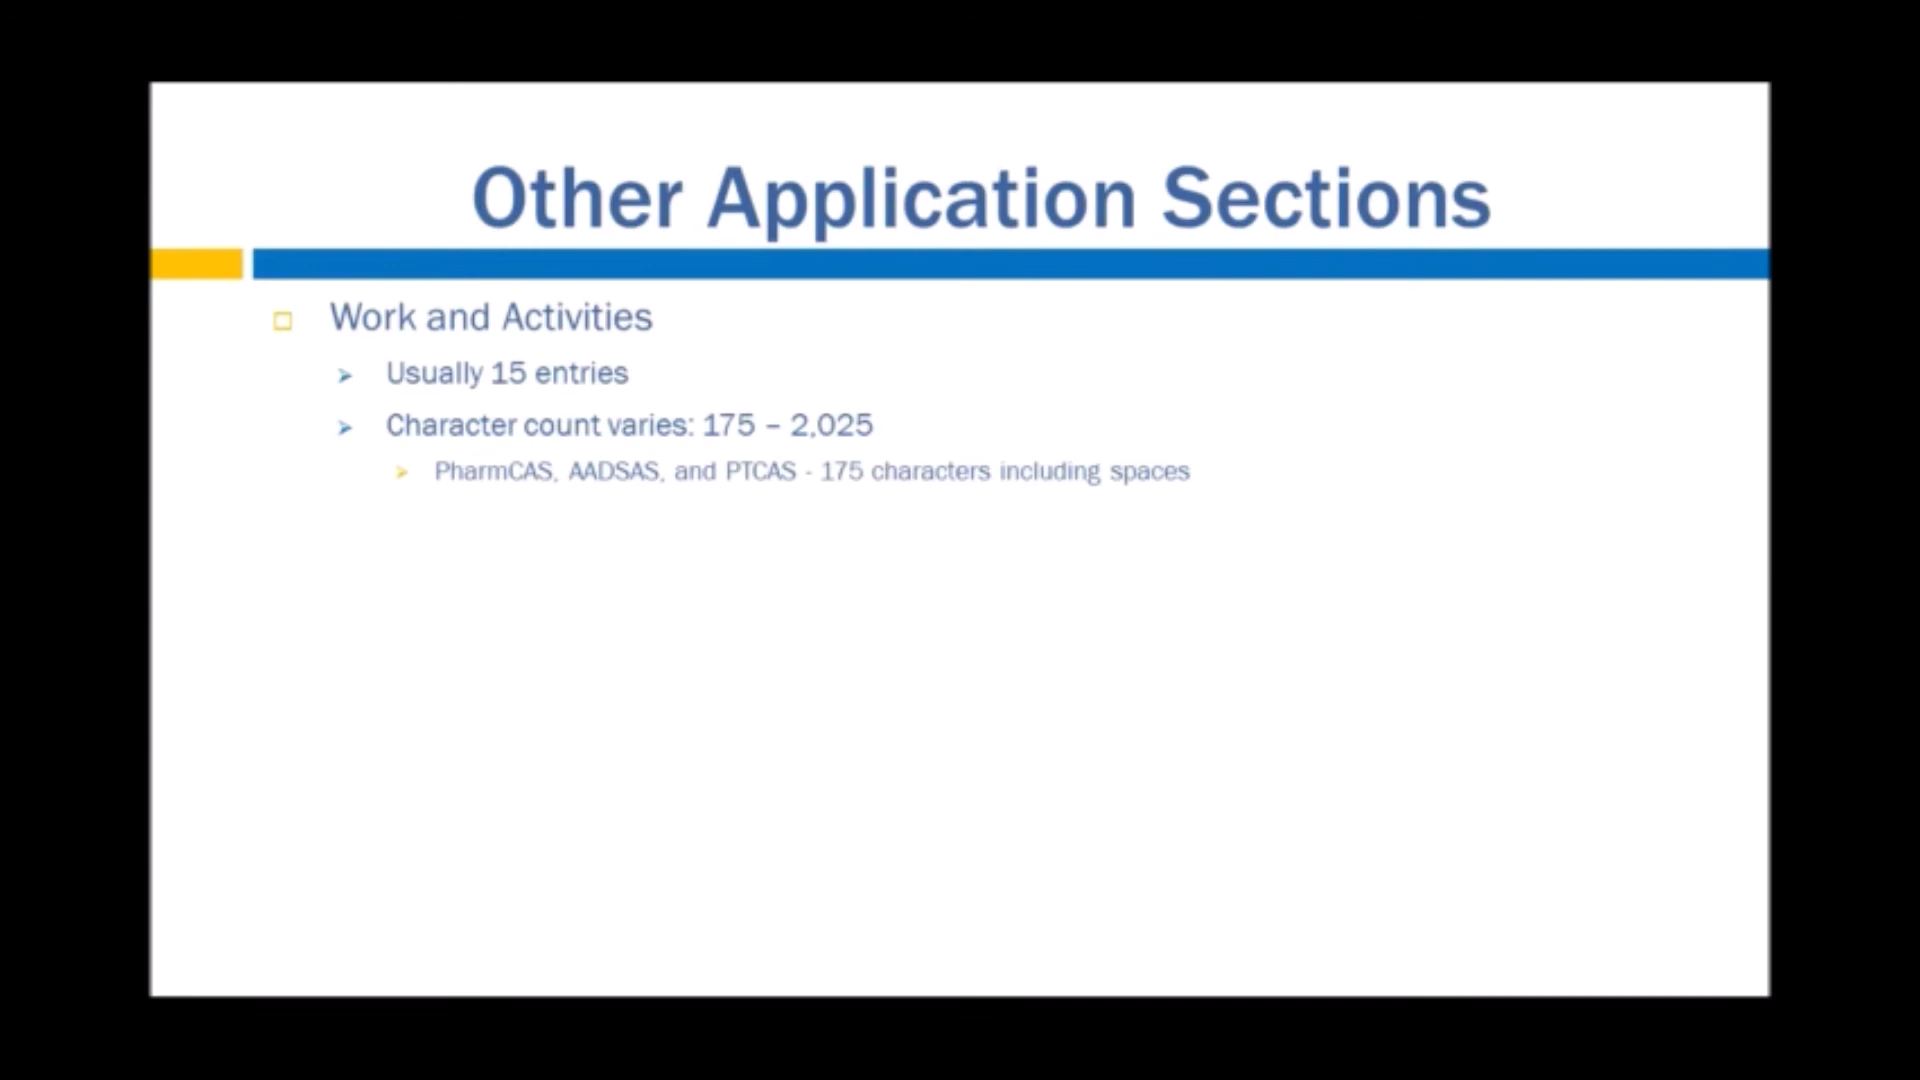 Other Application Sections
Work and Activities
Usually 15 entries
Character count varies: 175 – 2,025
PharmCAS, AADSAS, and PTCAS - 175 characters including spaces